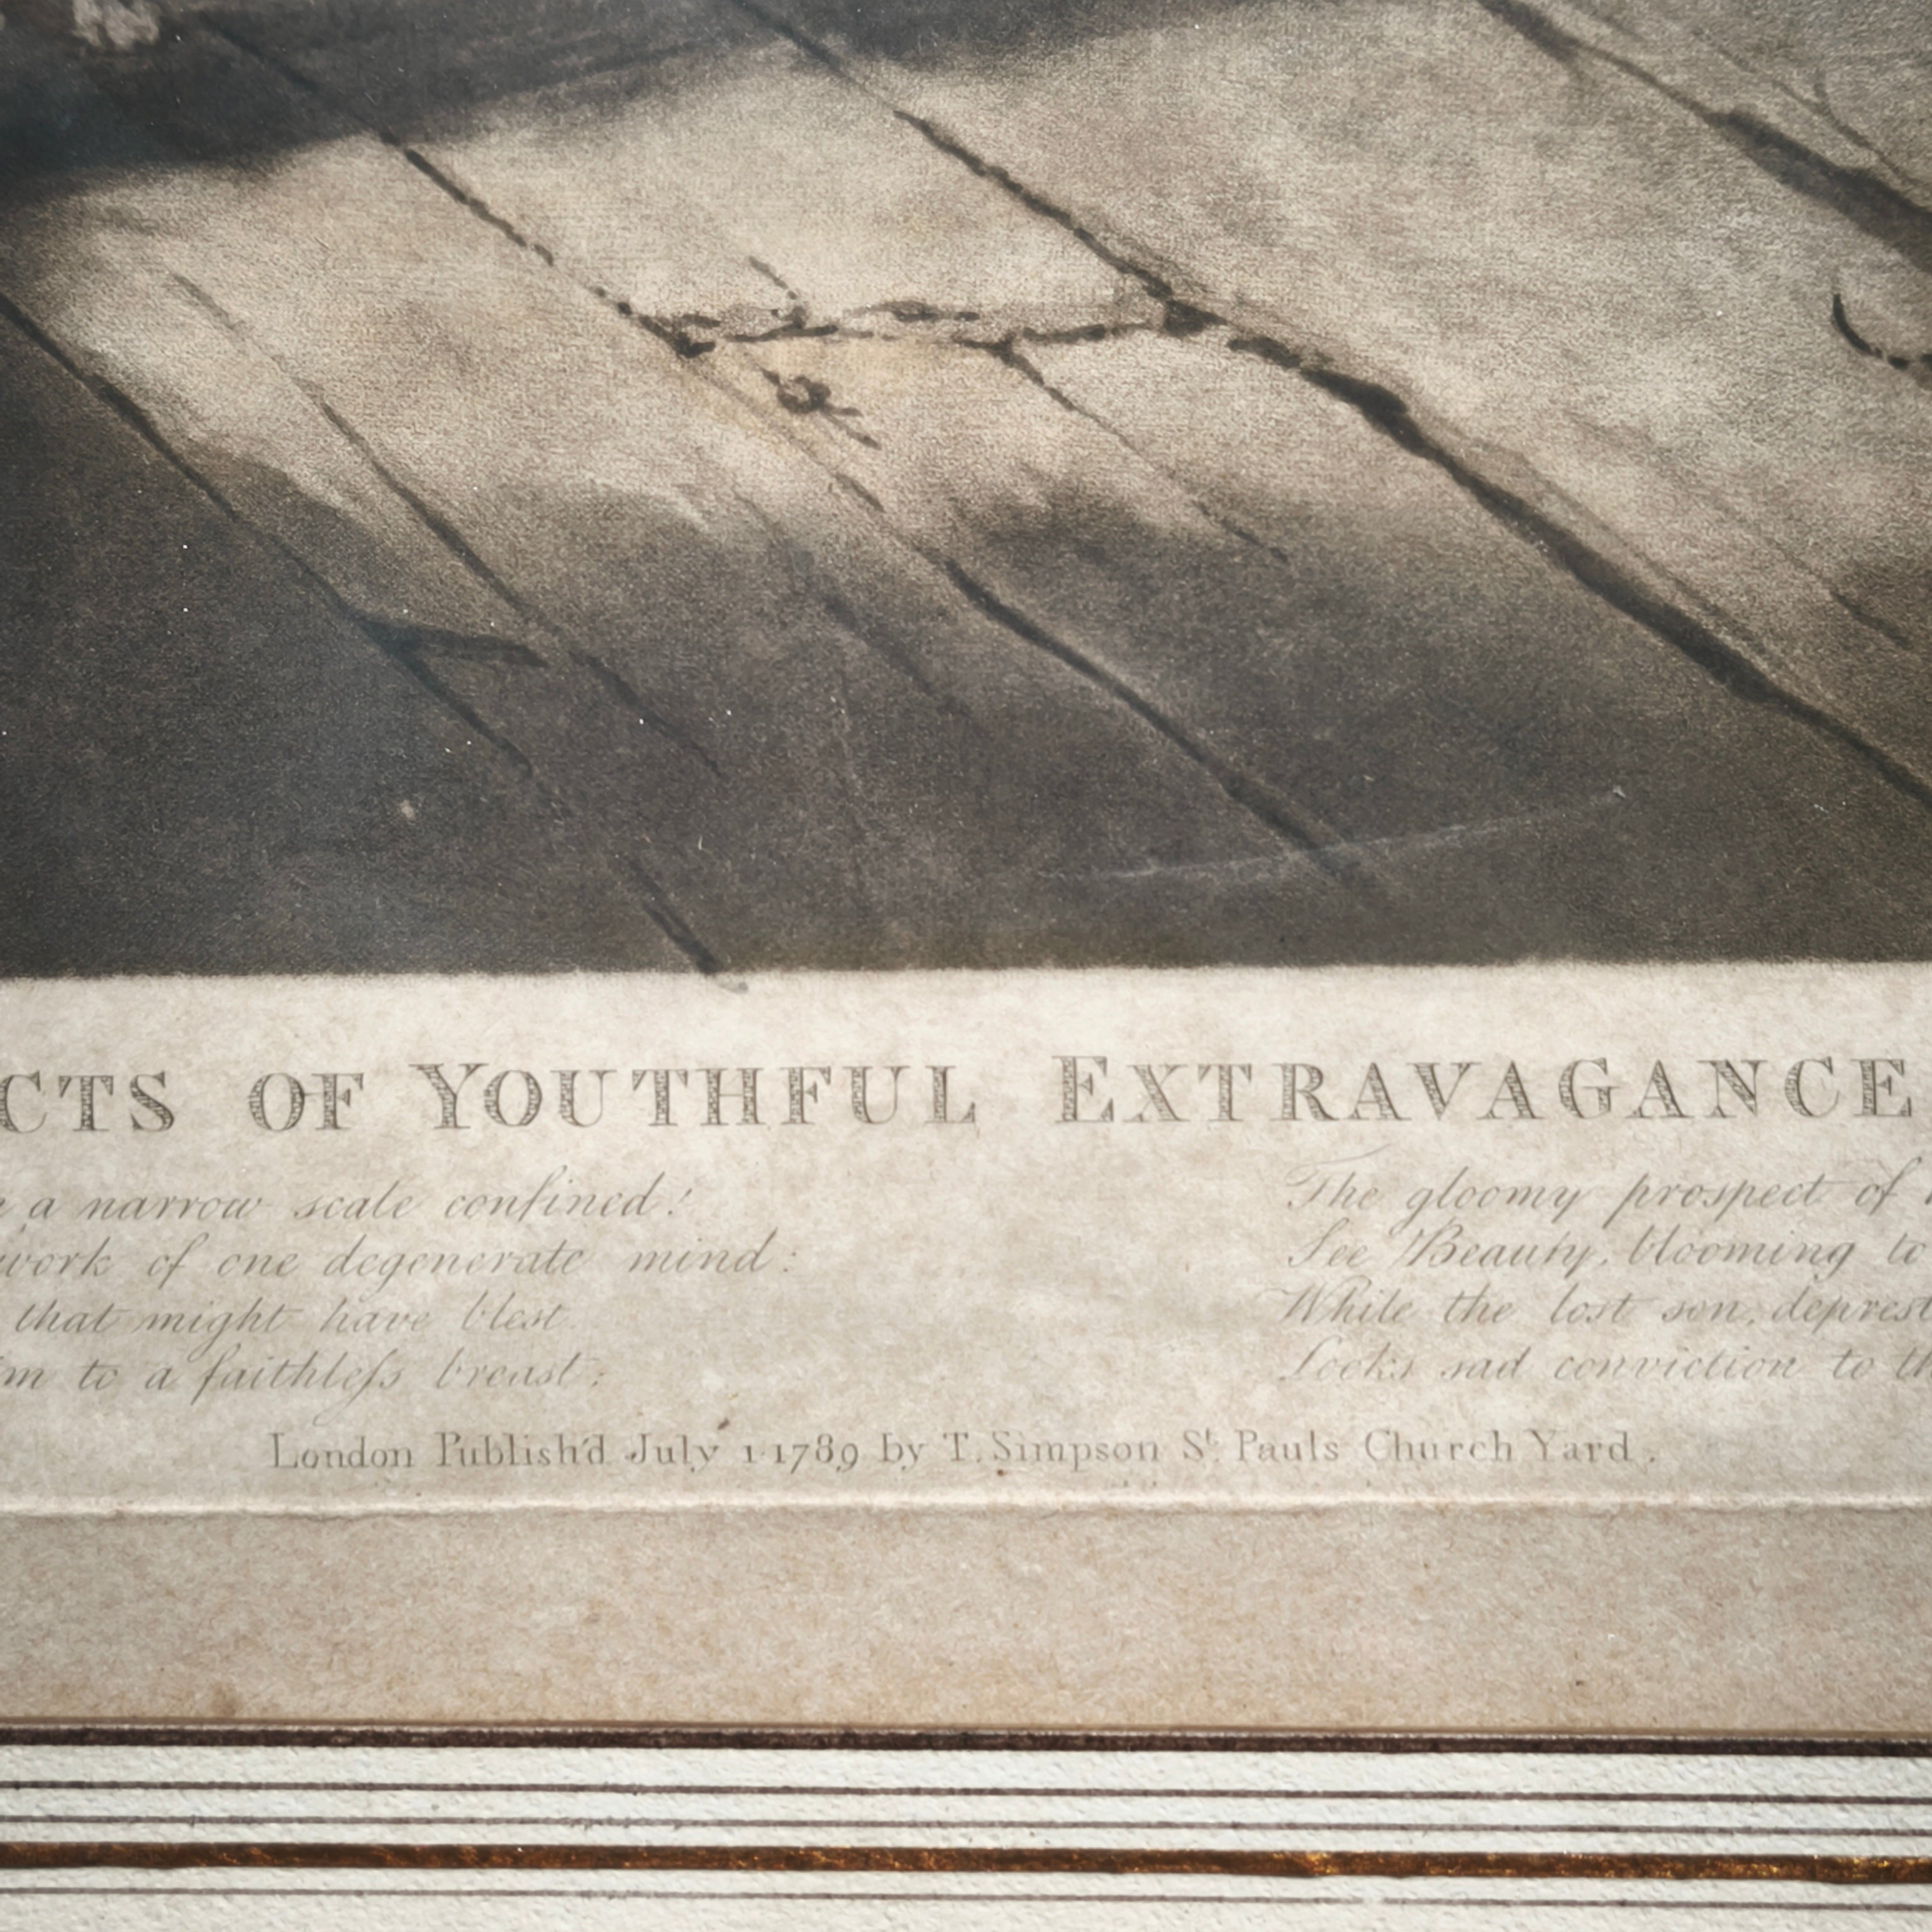 CTS OF YOUTHFUL EXTRAVAGANCE
a narrow scale confined!
work of one degenerate mind:
that might have blest
m to a faithleſs breast;
The gloomy prospect of
See Beauty, blooming to
While the lost son, deprest
Looks sad conviction to th
London Publish'd July 1 1789 by T. Simpson St. Pauls Church Yard.